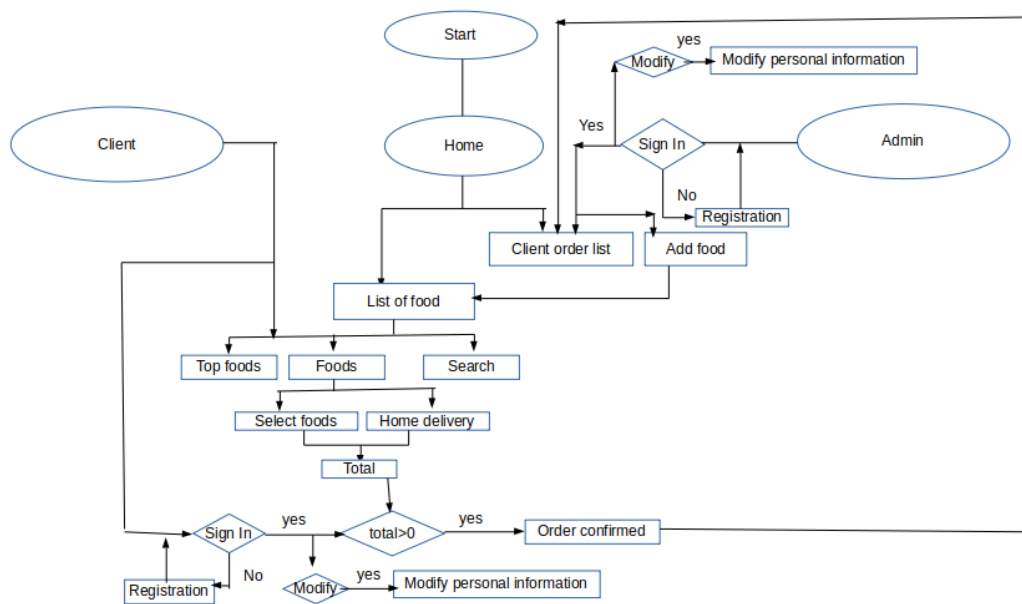 Start
yes
Modify
Modify personal information
Client
Home
Yes
Sign In
Admin
No
Registration
Client order list
Add food
List of food
Top foods
Foods
Search
Select foods
Home delivery
Total
Sign In
yes
total>0
yes
Order confirmed
No
Registration
Modify
yes
Modify personal information